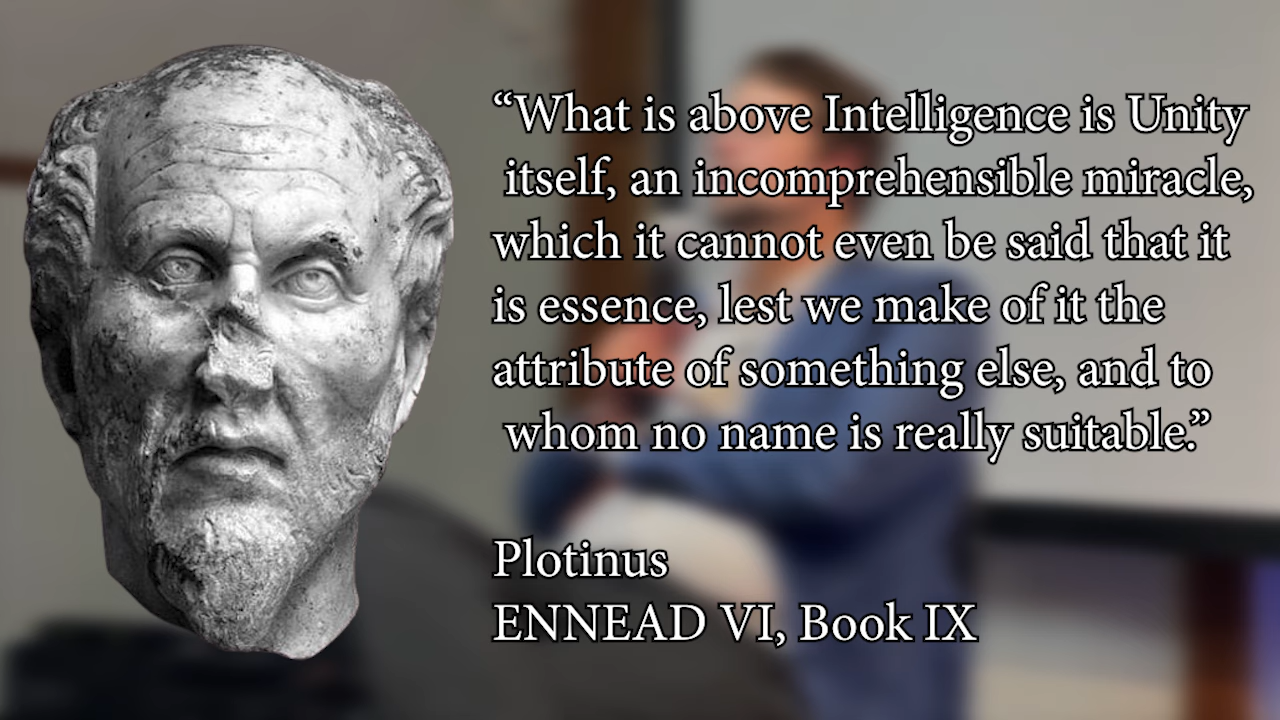 “What is above Intelligence is Unity
itself, an incomprehensible miracle,
which it cannot even be said that it
is essence, lest we make of it the
attribute of something else, and to
whom no name is really suitable.”
Plotinus
ENNEAD VI, Book IX